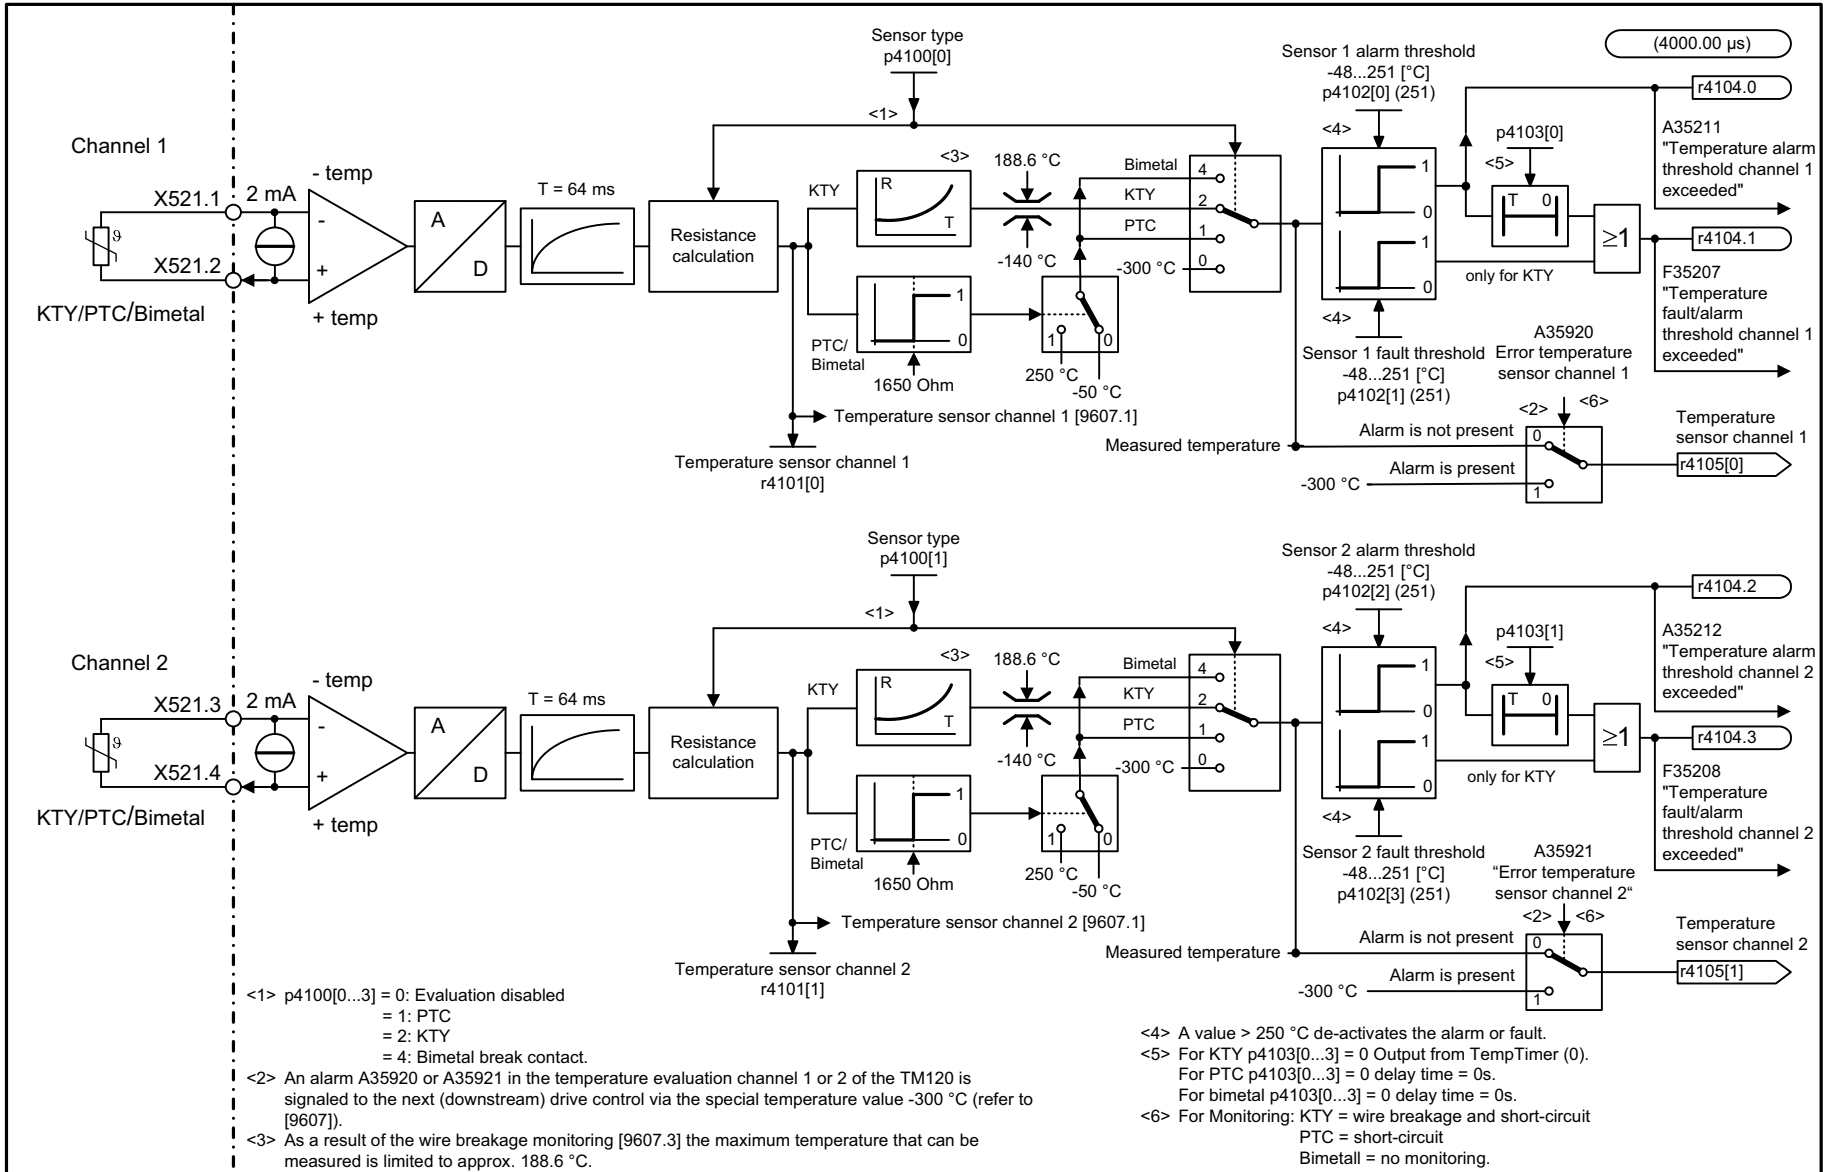 Sensor type
p4100[0]
<1>
Sensor 1 alarm threshold
-48...251 [°C]
p4102[0] (251)
<4>
(4000.00 µs)
r4104.0
A35211
"Temperature alarm
threshold channel 1
exceeded"
p4103[0]
<5>
T 0
Channel 1
X521.1
X521.2
ϑ
KTY/PTC/Bimetal
2 mA
- temp
-
+
+ temp
A
D
T = 64 ms
Resistance
calculation
KTY
<3>
R
T
188.6 °C
-140 °C
PTC/
Bimetal
1
0
1650 Ohm
1
0
250 °C
-50 °C
Bimetal
KTY
PTC
-300 °C
4
2
1
0
1
0
1
0
only for KTY
≥1
r4104.1
F35207
"Temperature
fault/alarm
threshold channel 1
exceeded"
<4>
Sensor 1 fault threshold
-48...251 [°C]
p4102[1] (251)
A35920
Error temperature
sensor channel 1
<2>
<6>
Temperature sensor channel 1 [9607.1]
Temperature sensor channel 1
r4101[0]
Measured temperature
Alarm is not present
Alarm is present
-300 °C
0
1
Temperature
sensor channel 1
r4105[0]
Sensor type
p4100[1]
<1>
Sensor 2 alarm threshold
-48...251 [°C]
p4102[2] (251)
<4>
r4104.2
A35212
"Temperature alarm
threshold channel 2
exceeded"
p4103[1]
<5>
T 0
Channel 2
X521.3
X521.4
ϑ
KTY/PTC/Bimetal
2 mA
- temp
-
+
+ temp
A
D
T = 64 ms
Resistance
calculation
KTY
<3>
R
T
188.6 °C
-140 °C
PTC/
Bimetal
1
0
1650 Ohm
1
0
250 °C
-50 °C
Bimetal
KTY
PTC
-300 °C
4
2
1
0
1
0
1
0
only for KTY
≥1
r4104.3
F35208
"Temperature
fault/alarm
threshold channel 2
exceeded"
<4>
Sensor 2 fault threshold
-48...251 [°C]
p4102[3] (251)
A35921
“Error temperature
sensor channel 2“
<2>
<6>
Temperature sensor channel 2 [9607.1]
Temperature sensor channel 2
r4101[1]
Measured temperature
Alarm is not present
Alarm is present
-300 °C
0
1
Temperature
sensor channel 2
r4105[1]
<1> p4100[0...3] = 0: Evaluation disabled
= 1: PTC
= 2: KTY
= 4: Bimetal break contact.
<2> An alarm A35920 or A35921 in the temperature evaluation channel 1 or 2 of the TM120 is
signaled to the next (downstream) drive control via the special temperature value -300 °C (refer to
[9607]).
<3> As a result of the wire breakage monitoring [9607.3] the maximum temperature that can be
measured is limited to approx. 188.6 °C.
<4> A value > 250 °C de-activates the alarm or fault.
<5> For KTY p4103[0...3] = 0 Output from TempTimer (0).
For PTC p4103[0...3] = 0 delay time = 0s.
For bimetal p4103[0...3] = 0 delay time = 0s.
<6> For Monitoring: KTY = wire breakage and short-circuit
PTC = short-circuit
Bimetall = no monitoring.